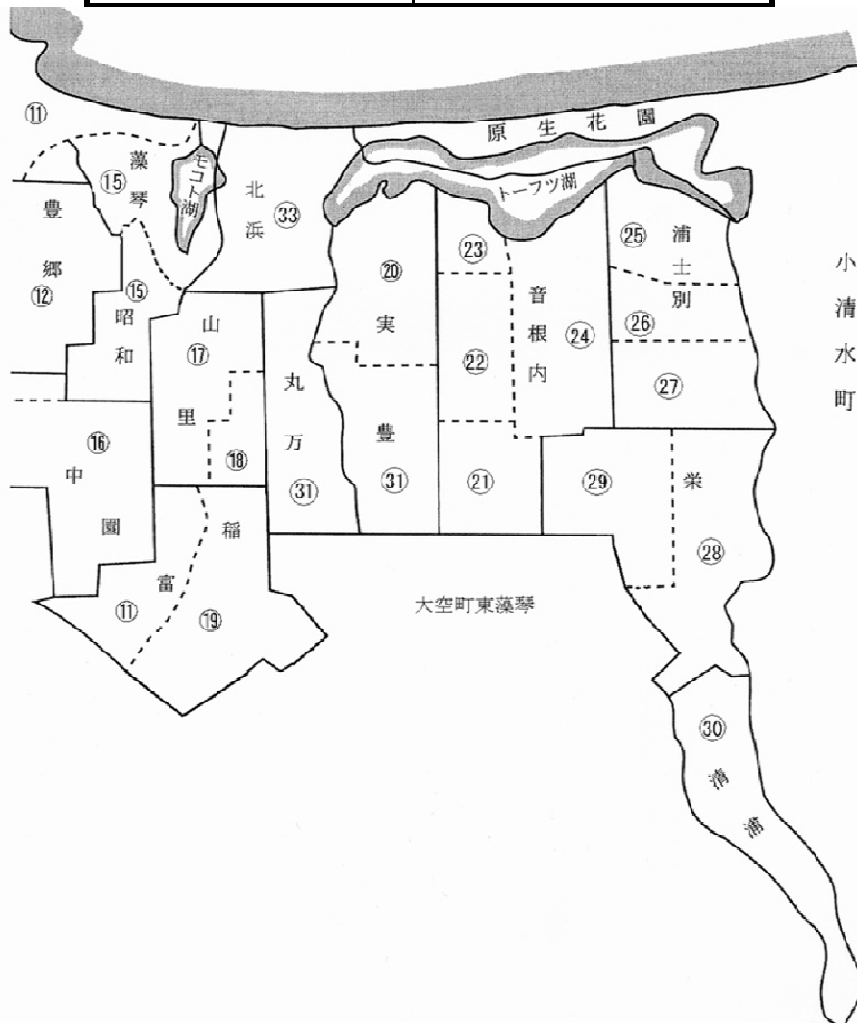 原生花園
⑪
藻琴
⑮
モコト湖
北浜
㉝
トーフツ湖
豊郷
⑫
⑮
昭和
山里
⑰
⑱
丸万
㉛
⑳
実豊
㉛
㉓
㉒
㉑
音根内
㉔
㉕
浦士別
㉖
㉗
小清水町
⑯
中園
㉙
栄
㉘
稲富
⑪
⑲
大空町東藻琴
㉚
清浦